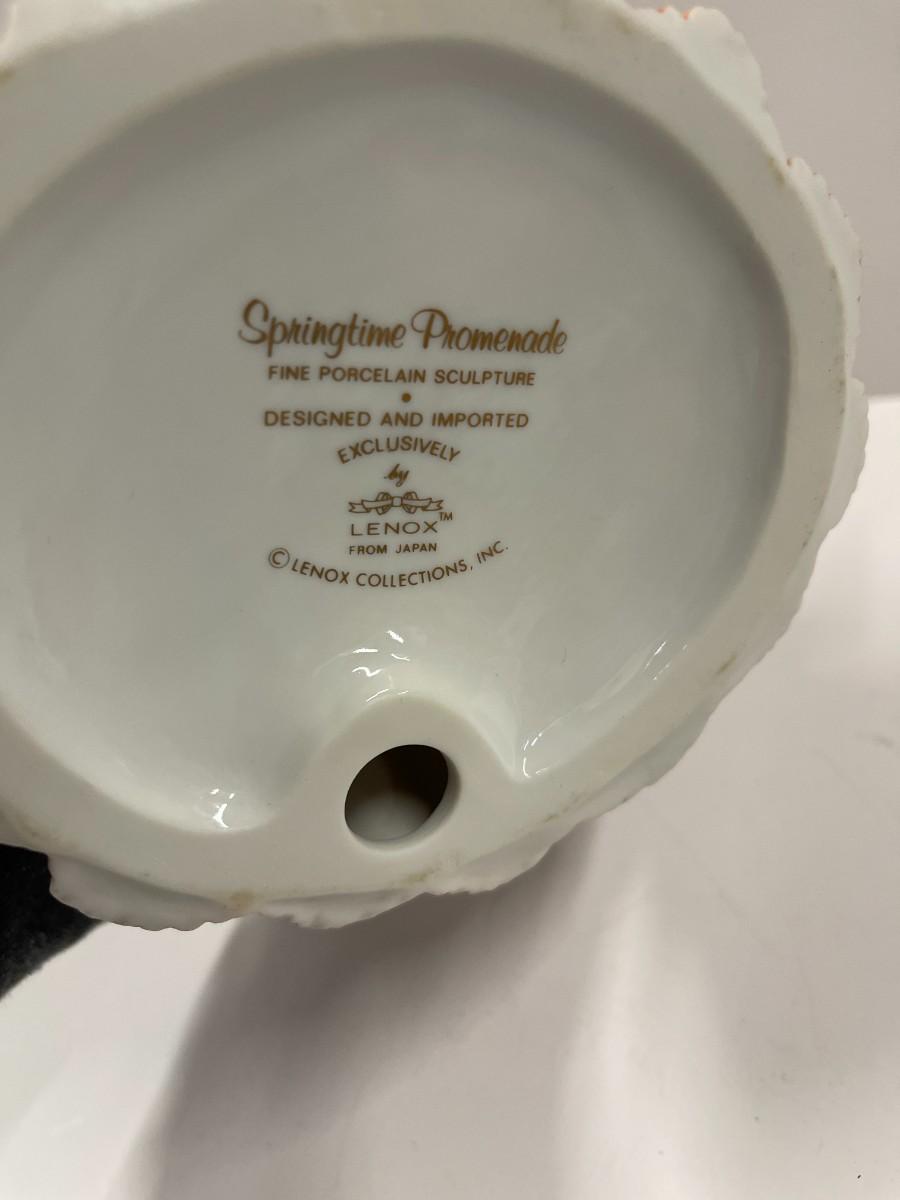 Springtime Promenade
FINE PORCELAIN SCULPTURE
•
DESIGNED AND IMPORTED
EXCLUSIVELY
by
LENOX™
FROM JAPAN
© LENOX COLLECTIONS, INC.